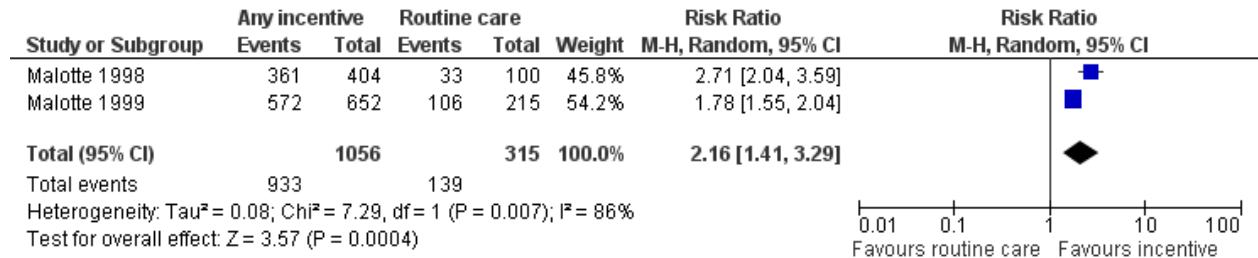 Any incentive Routine care Risk Ratio Risk Ratio
Study or Subgroup Events Total Events Total Weight M-H, Random, 95% CI M-H, Random, 95% CI
Malotte 1998 361 404 33 100 45.8% 2.71 [2.04, 3.59]
Malotte 1999 572 652 106 215 54.2% 1.78 [1.55, 2.04]
Total (95% CI) 1056 315 100.0% 2.16 [1.41, 3.29]
Total events 933 139
Heterogeneity: Tau² = 0.08; Chi² = 7.29, df = 1 (P = 0.007); I² = 86%
Test for overall effect: Z = 3.57 (P = 0.0004)
0.01 0.1 1 10 100
Favours routine care Favours incentive